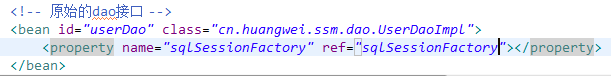 <!-- 原始的dao接口 -->
<bean id="userDao" class="cn.huangwei.ssm.dao.UserDaoImpl">
<property name="sqlSessionFactory" ref="sqlSessionFactory"></property>
</bean>